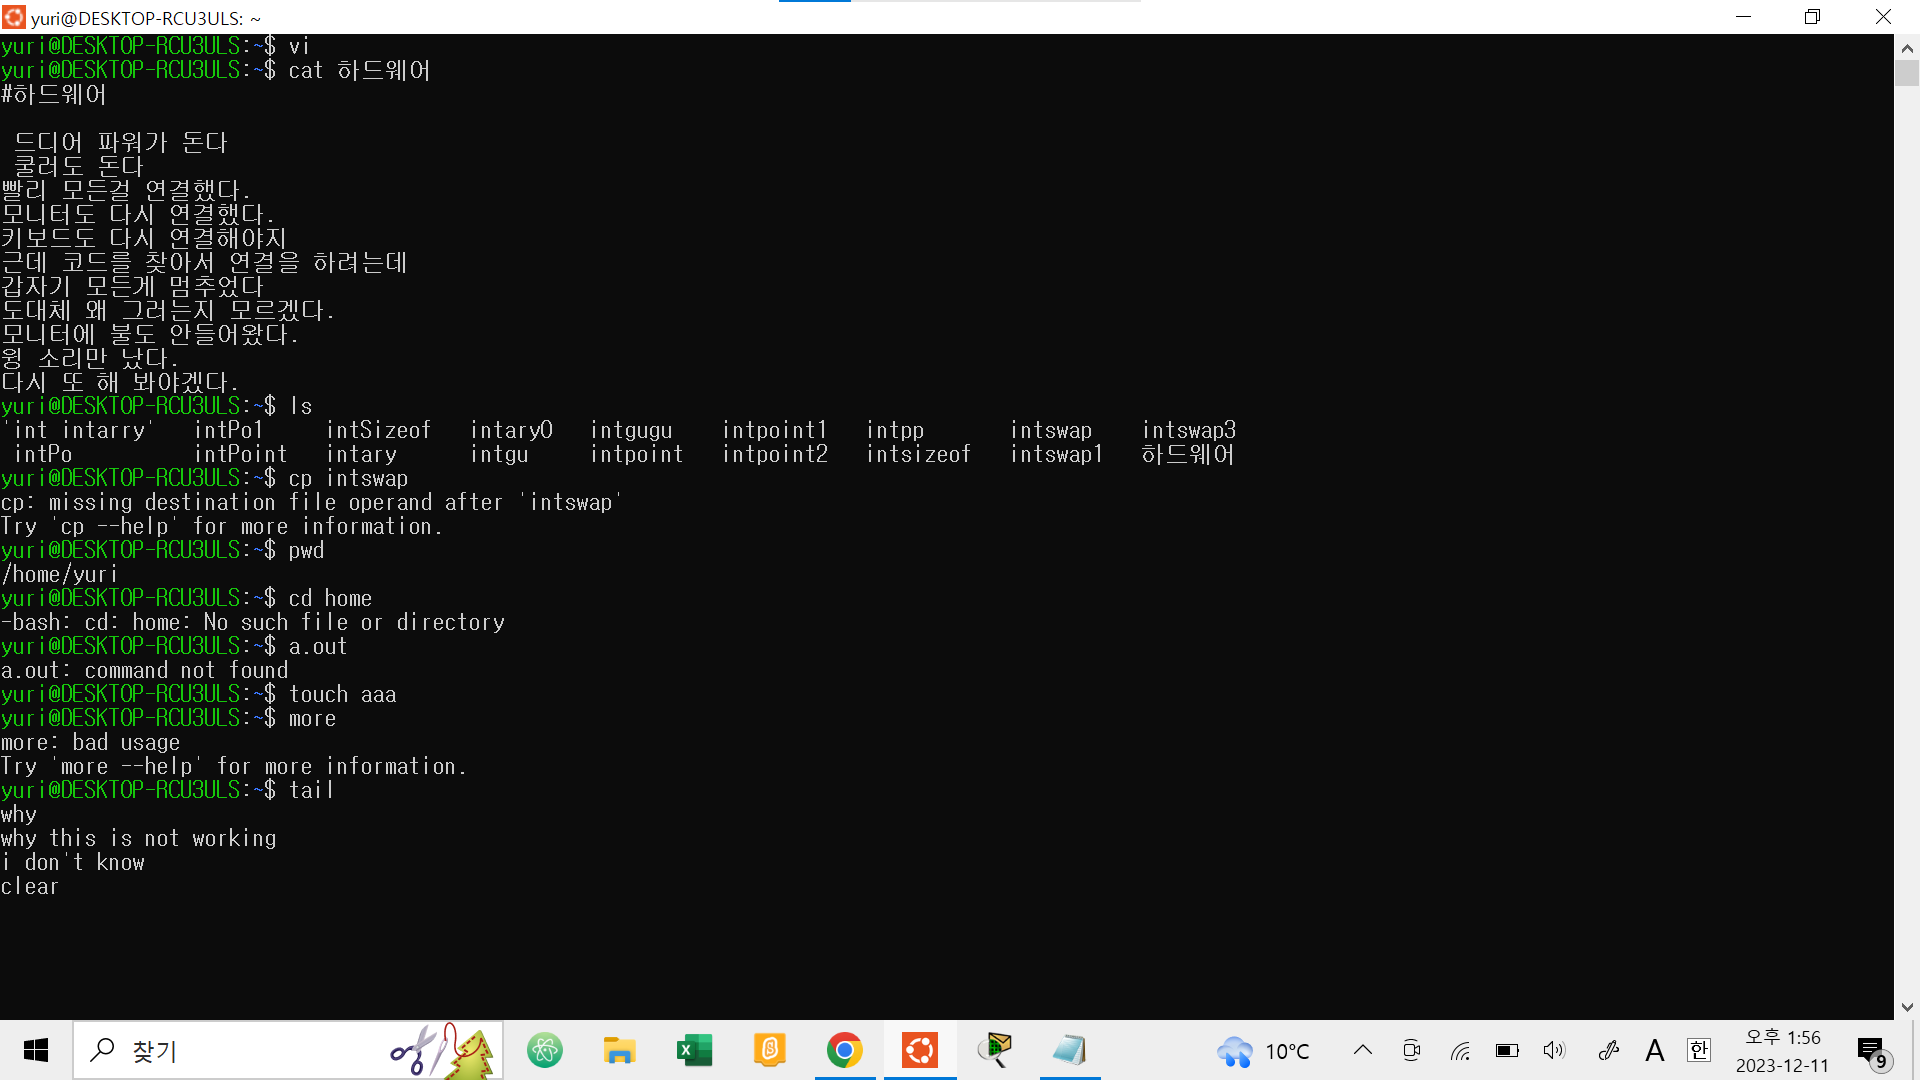 yuri@DESKTOP-RCU3ULS: ~
yuri@DESKTOP-RCU3ULS:~$ vi
yuri@DESKTOP-RCU3ULS:~$ cat 하드웨어
#하드웨어
드디어 파워가 돈다
쿨러도 돈다
빨리 모든걸 연결했다.
모니터도 다시 연결했다.
키보드도 다시 연결해야지
근데 코드를 찾아서 연결을 하려는데
갑자기 모든게 멈추었다
도대체 왜 그러는지 모르겠다.
모니터에 불도 안들어왔다.
윙 소리만 났다.
다시 또 해 봐야겠다.
yuri@DESKTOP-RCU3ULS:~$ ls
'int intarry'   intPo1     intSizeof   intary0   intgugu   intpoint1   intpp       intswap    intswap3
 intPo          intPoint   intary      intgu     intpoint   intpoint2   intsizeof   intswap1   하드웨어
yuri@DESKTOP-RCU3ULS:~$ cp intswap
cp: missing destination file operand after 'intswap'
Try 'cp --help' for more information.
yuri@DESKTOP-RCU3ULS:~$ pwd
/home/yuri
yuri@DESKTOP-RCU3ULS:~$ cd home
-bash: cd: home: No such file or directory
yuri@DESKTOP-RCU3ULS:~$ a.out
a.out: command not found
yuri@DESKTOP-RCU3ULS:~$ touch aaa
yuri@DESKTOP-RCU3ULS:~$ more
more: bad usage
Try 'more --help' for more information.
yuri@DESKTOP-RCU3ULS:~$ tail
why
why this is not working
i don't know
clear
찾기
10°C
A
한
오후 1:56
2023-12-11
9